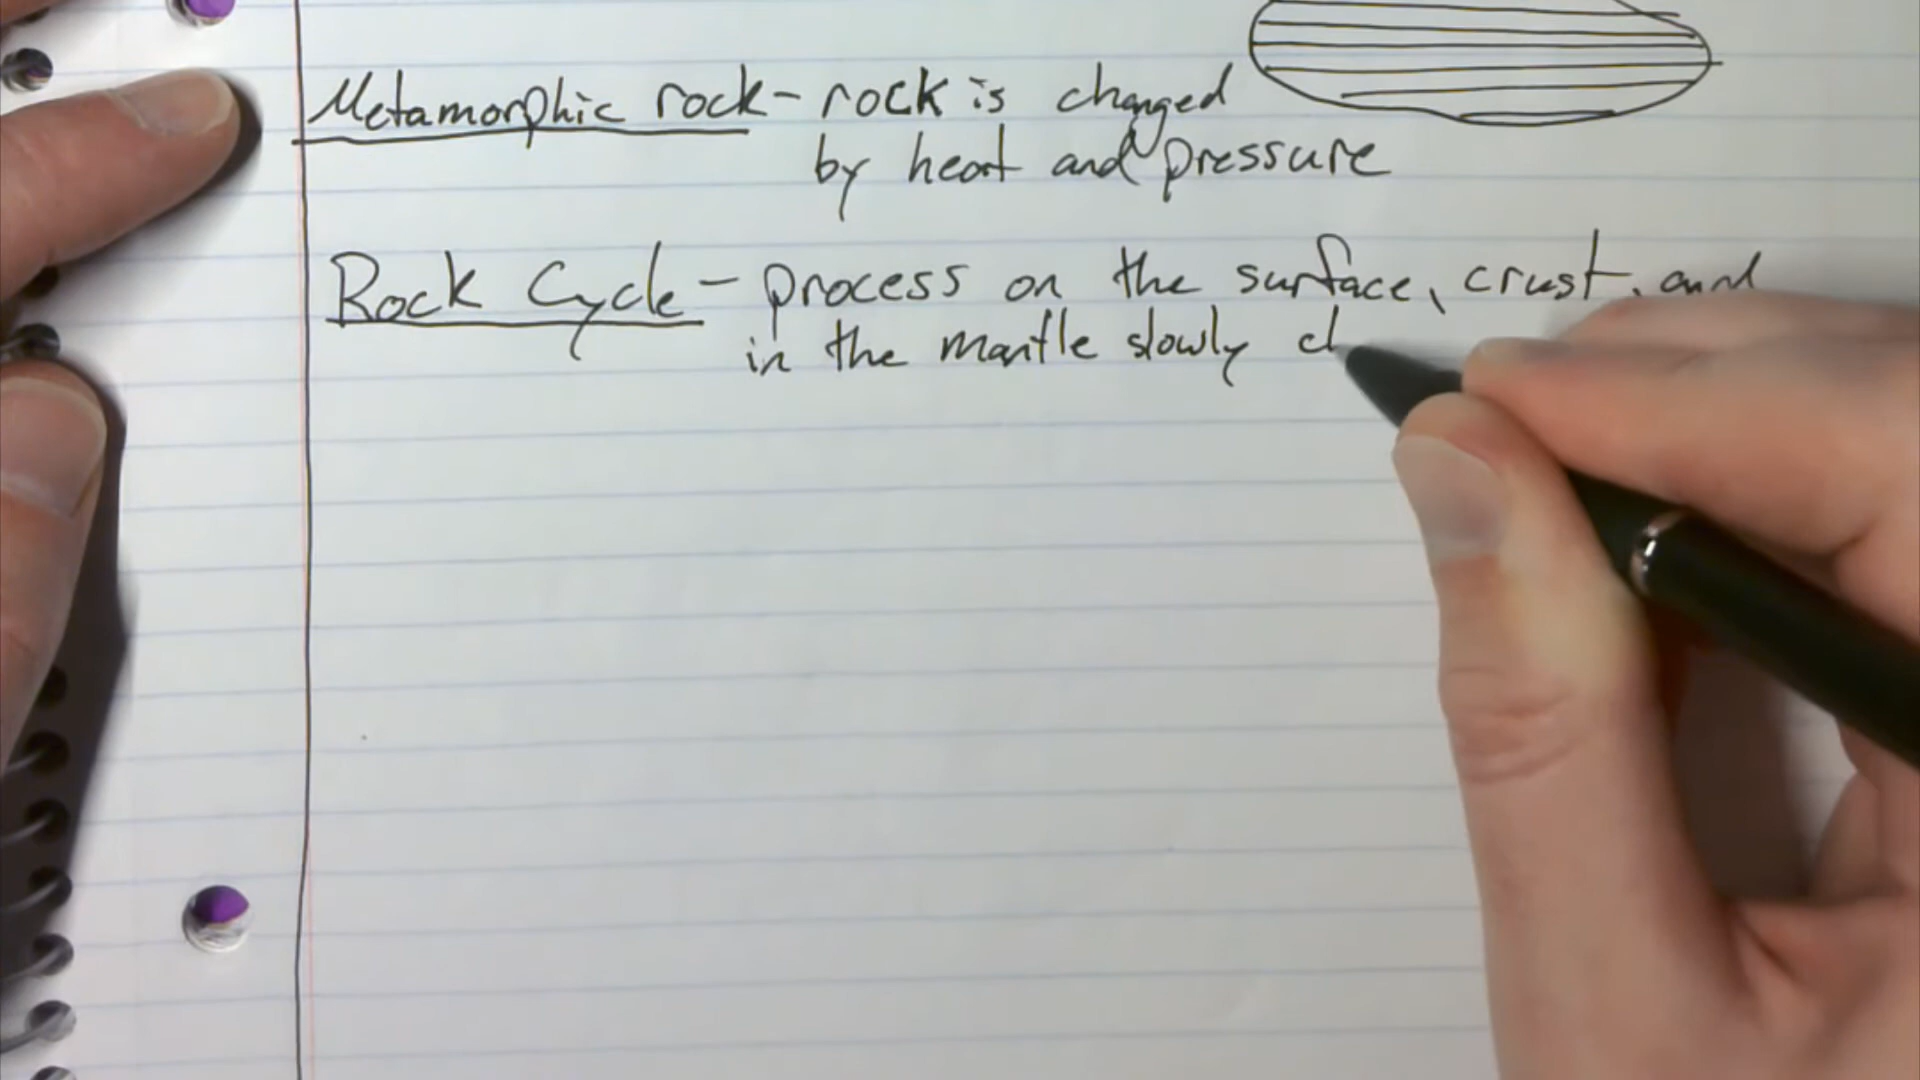 Metamorphic rock - rock is changed
by heat and pressure
Rock Cycle - process on the surface, crust, and
in the mantle slowly